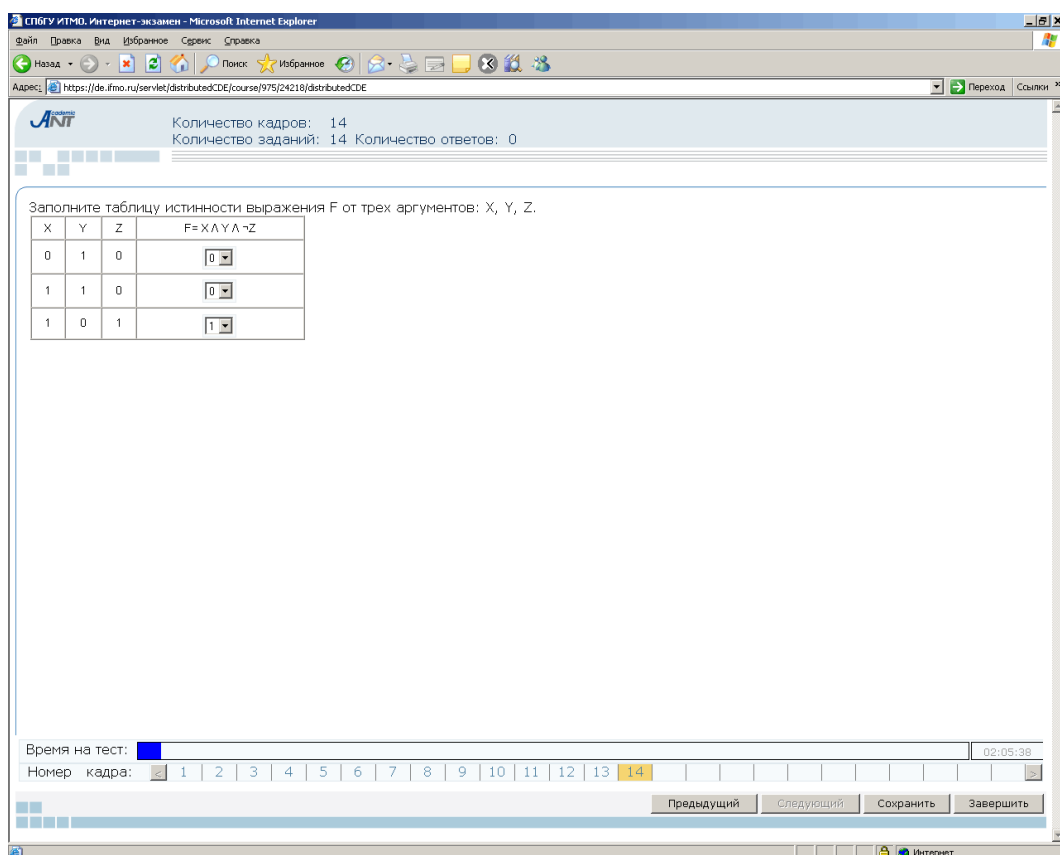 СПбГУ ИТМО. Интернет-экзамен - Microsoft Internet Explorer
Файл Правка Вид Избранное Сервис Справка
Назад Поиск Избранное
Адрес: https://de.ifmo.ru/servlet/distributedCDE/course/975/24218/distributedCDE Переход Ссылки »
Academic ANT
Количество кадров: 14
Количество заданий: 14 Количество ответов: 0
Заполните таблицу истинности выражения F от трех аргументов: X, Y, Z.
X Y Z F= X Λ Y Λ ¬Z
0 1 0 0
1 1 0 0
1 0 1 1
Время на тест: 02:05:38
Номер кадра: < 1 2 3 4 5 6 7 8 9 10 11 12 13 14 >
Предыдущий Следующий Сохранить Завершить
Интернет